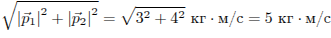 √(|p⃗₁|² + |p⃗₂|²) = √(3² + 4²) кг · м/с = 5 кг · м/с